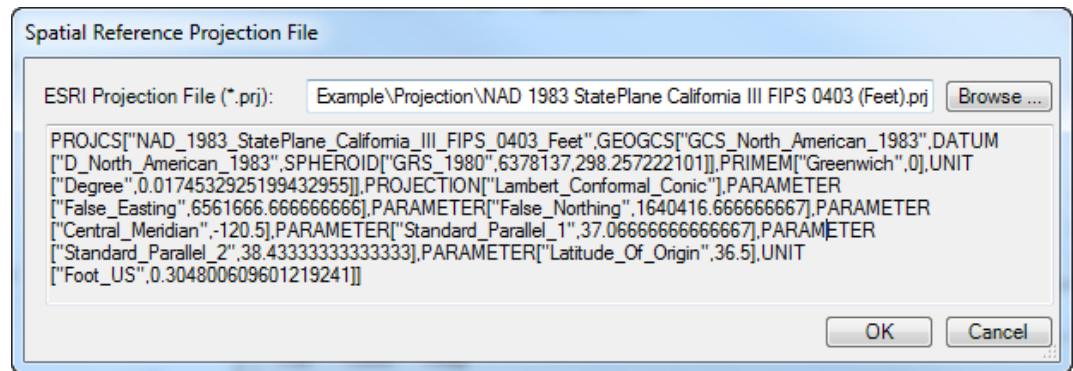 Spatial Reference Projection File
ESRI Projection File (*.prj): Example\Projection\NAD 1983 StatePlane California III FIPS 0403 (Feet).prj Browse ...
PROJCS["NAD_1983_StatePlane_California_III_FIPS_0403_Feet",GEOGCS["GCS_North_American_1983",DATUM
["D_North_American_1983",SPHEROID["GRS_1980",6378137,298.257222101]],PRIMEM["Greenwich",0],UNIT
["Degree",0.0174532925199432955]],PROJECTION["Lambert_Conformal_Conic"],PARAMETER
["False_Easting",6561666.666666666],PARAMETER["False_Northing",1640416.666666667],PARAMETER
["Central_Meridian",-120.5],PARAMETER["Standard_Parallel_1",37.06666666666667],PARAMETER
["Standard_Parallel_2",38.43333333333333],PARAMETER["Latitude_Of_Origin",36.5],UNIT
["Foot_US",0.304800609601219241]]
OK Cancel